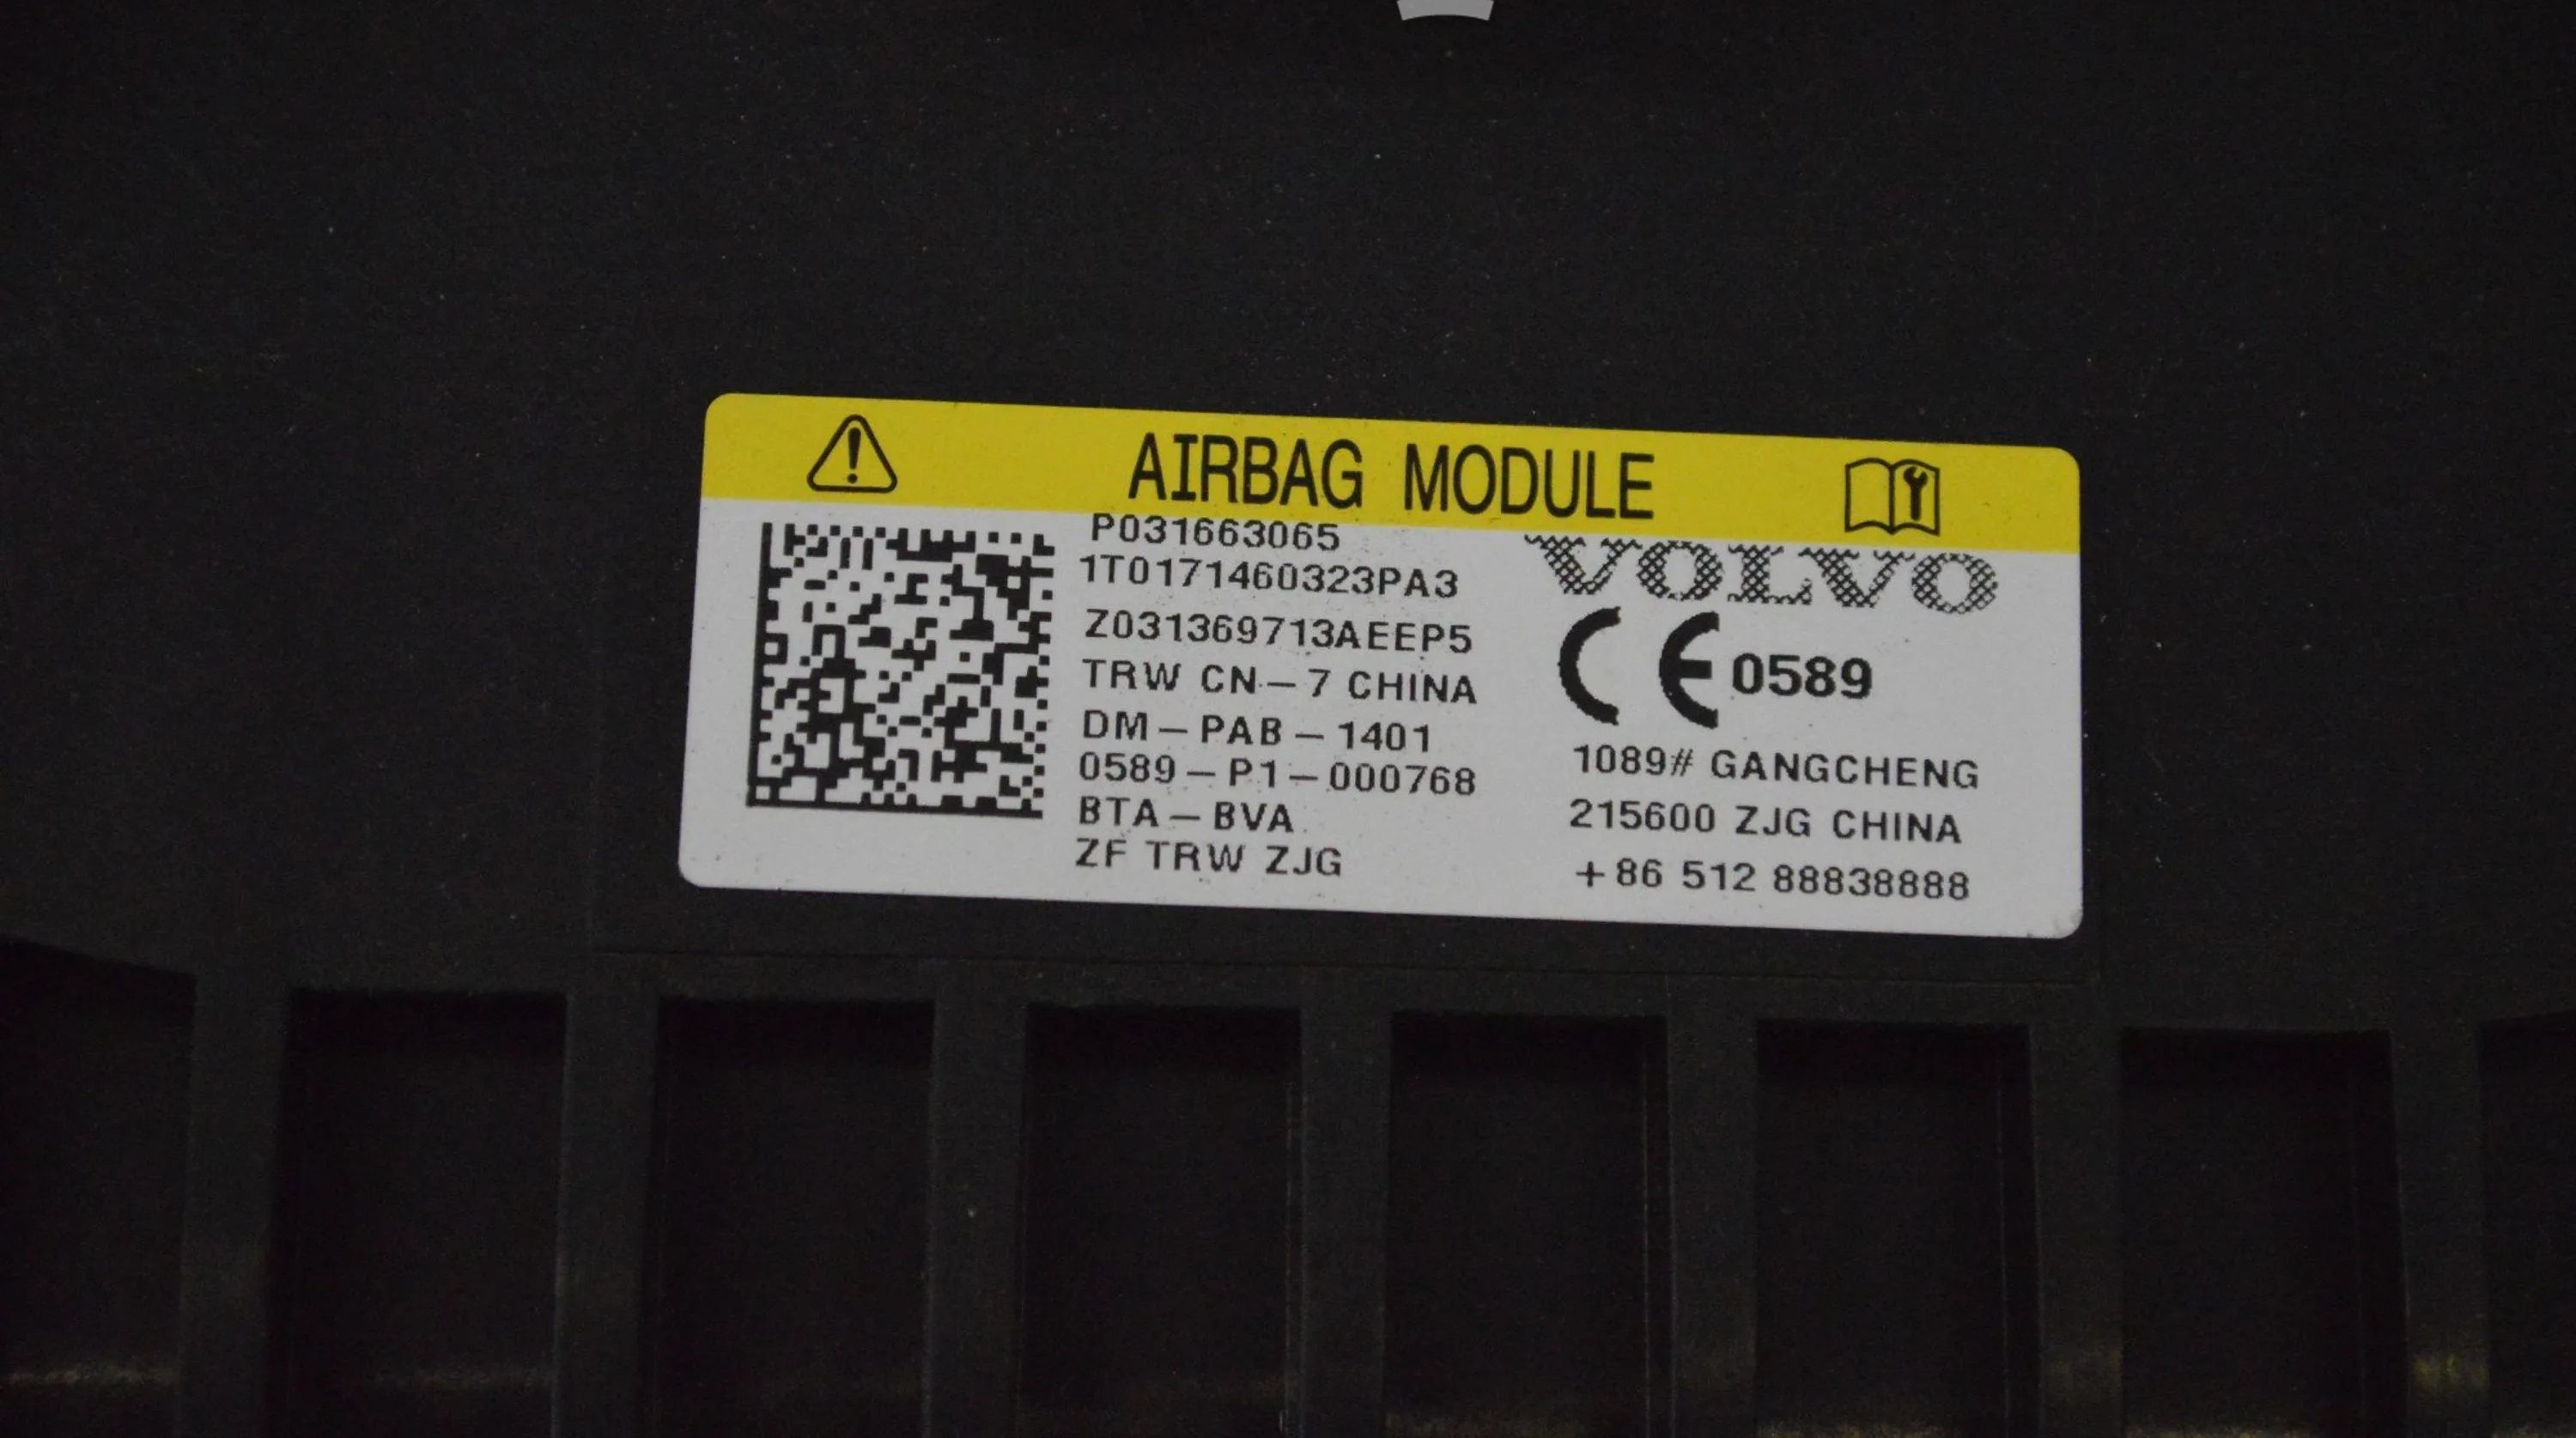 AIRBAG MODULE
P031663065
1T0171460323PA3
Z031369713AEEP5
TRW CN-7 CHINA
DM-PAB-1401
0589-P1-000768
BTA-BVA
ZF TRW ZJG
VOLVO
CE 0589
1089# GANGCHENG
215600 ZJG CHINA
+86 512 88838888